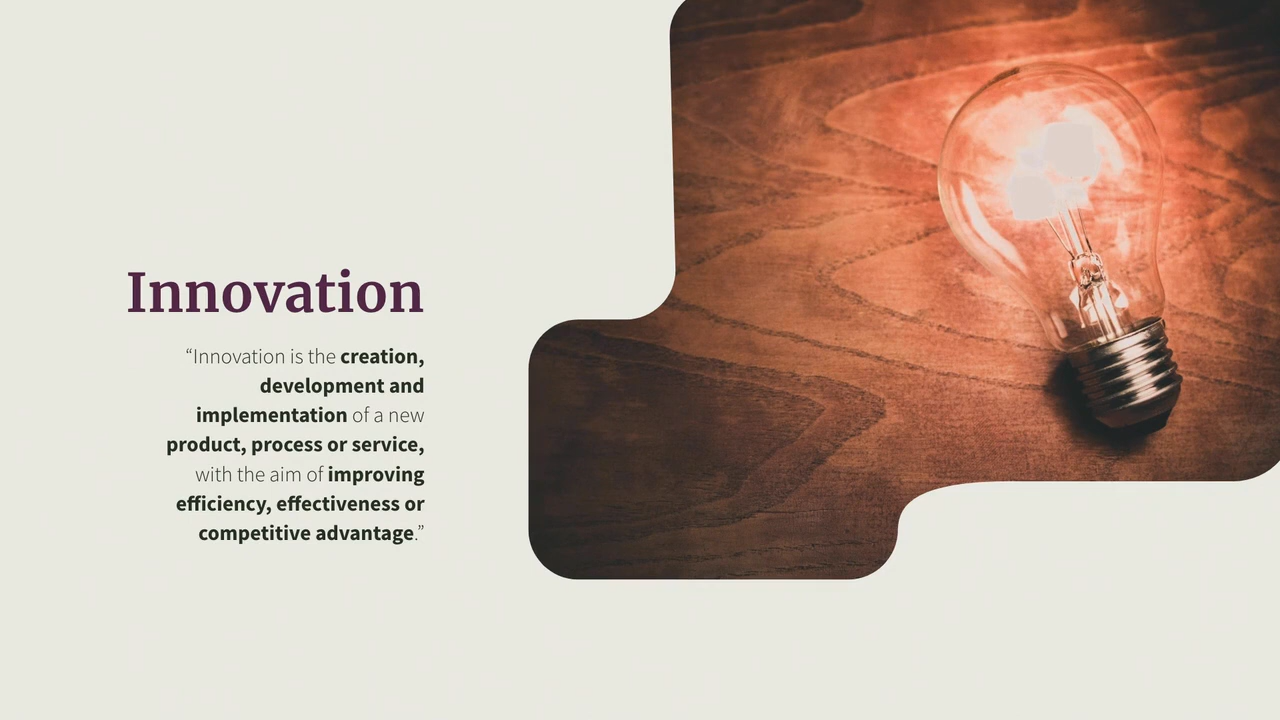 Innovation
“Innovation is the creation,
development and
implementation of a new
product, process or service,
with the aim of improving
efficiency, effectiveness or
competitive advantage.”